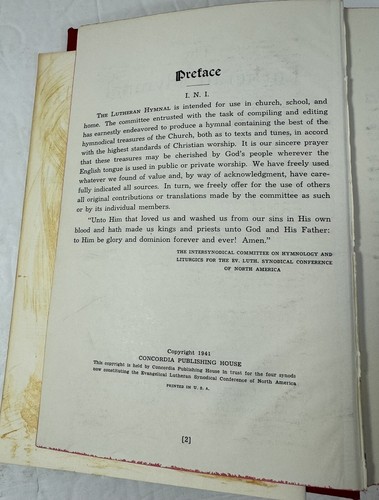 Preface
I. N. I.
THE LUTHERAN HYMNAL is intended for use in church, school, and
home. The committee entrusted with the task of compiling and editing
has earnestly endeavored to produce a hymnal containing the best of the
hymnodical treasures of the Church, both as to texts and tunes, in accord
with the highest standards of Christian worship. It is our sincere prayer
that these treasures may be cherished by God's people wherever the
English tongue is used in public or private worship. We have freely used
whatever we found of value and, by way of acknowledgment, have care-
fully indicated all sources. In turn, we freely offer for the use of others
all original contributions or translations made by the committee as such
or by its individual members.
"Unto Him that loved us and washed us from our sins in His own
blood and hath made us kings and priests unto God and His Father:
to Him be glory and dominion forever and ever! Amen."
THE INTERSYNODICAL COMMITTEE ON HYMNOLOGY AND
LITURGICS FOR THE EV. LUTH. SYNODICAL CONFERENCE
OF NORTH AMERICA
Copyright 1941
CONCORDIA PUBLISHING HOUSE
This copyright is held by Concordia Publishing House in trust for the four synods
now constituting the Evangelical Lutheran Synodical Conference of North America
PRINTED IN U. S. A.
[2]